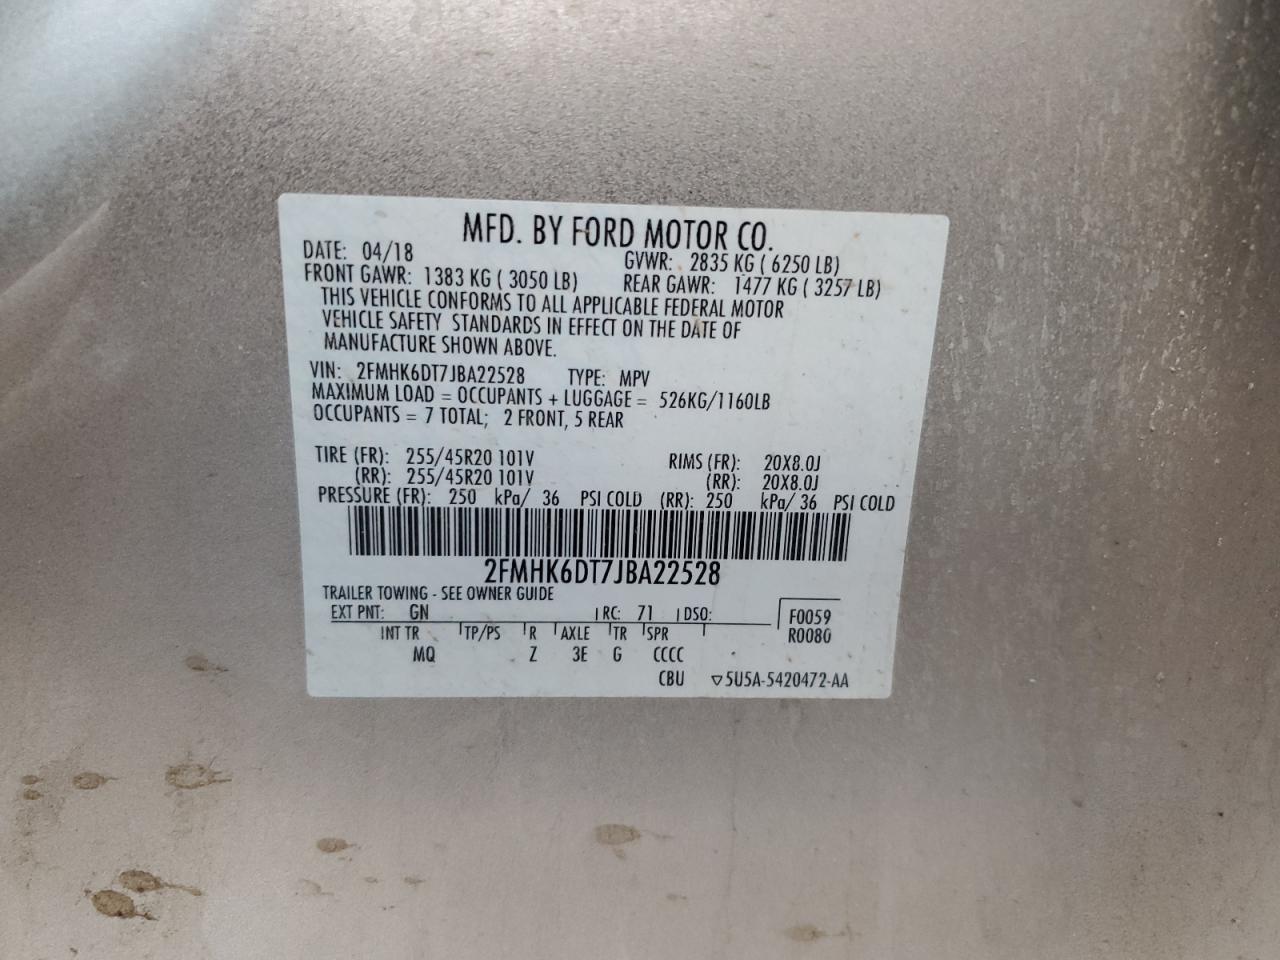 MFD. BY FORD MOTOR CO.
DATE: 04/18 GVWR: 2835 KG ( 6250 LB)
FRONT GAWR: 1383 KG ( 3050 LB) REAR GAWR: 1477 KG ( 3257 LB)
THIS VEHICLE CONFORMS TO ALL APPLICABLE FEDERAL MOTOR
VEHICLE SAFETY STANDARDS IN EFFECT ON THE DATE OF
MANUFACTURE SHOWN ABOVE.
VIN: 2FMHK6DT7JBA22528 TYPE: MPV
MAXIMUM LOAD = OCCUPANTS + LUGGAGE = 526KG/1160LB
OCCUPANTS = 7 TOTAL; 2 FRONT, 5 REAR
TIRE (FR): 255/45R20 101V RIMS (FR): 20X8.0J
(RR): 255/45R20 101V (RR): 20X8.0J
PRESSURE (FR): 250 kPa/ 36 PSI COLD (RR): 250 kPa/ 36 PSI COLD
2FMHK6DT7JBA22528
TRAILER TOWING - SEE OWNER GUIDE
EXT PNT: GN RC: 71 DSO: F0059
INT TR TP/PS R AXLE TR SPR R0080
MQ Z 3E G CCCC
CBU ▽5U5A-5420472-AA